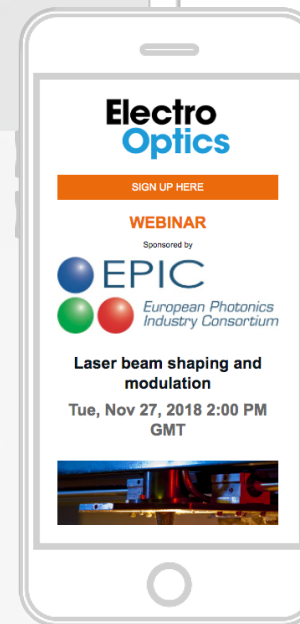 Electro
Optics
SIGN UP HERE
WEBINAR
Sponsored by
EPIC
European Photonics
Industry Consortium
Laser beam shaping and
modulation
Tue, Nov 27, 2018 2:00 PM
GMT